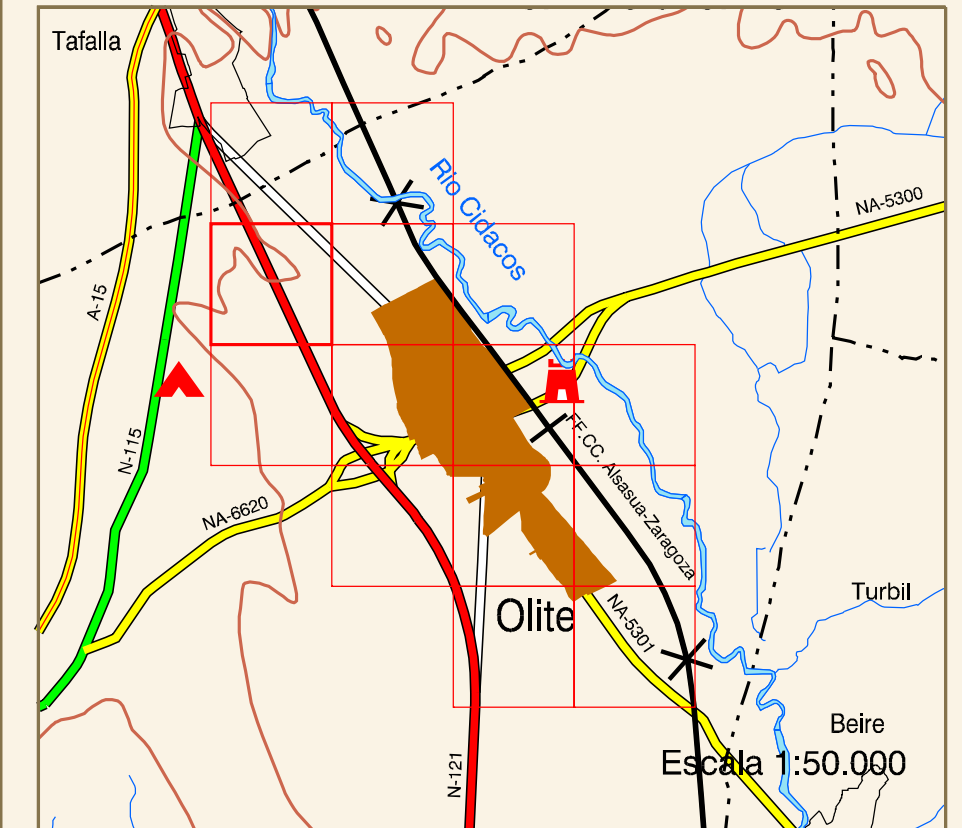 Tafalla
Rio Cidacos
NA-5300
A-15
N-115
FF.CC. Alsasua-Zaragoza
NA-6620
Turbil
Olite
NA-5301
Beire
Escala 1:50.000
N-121